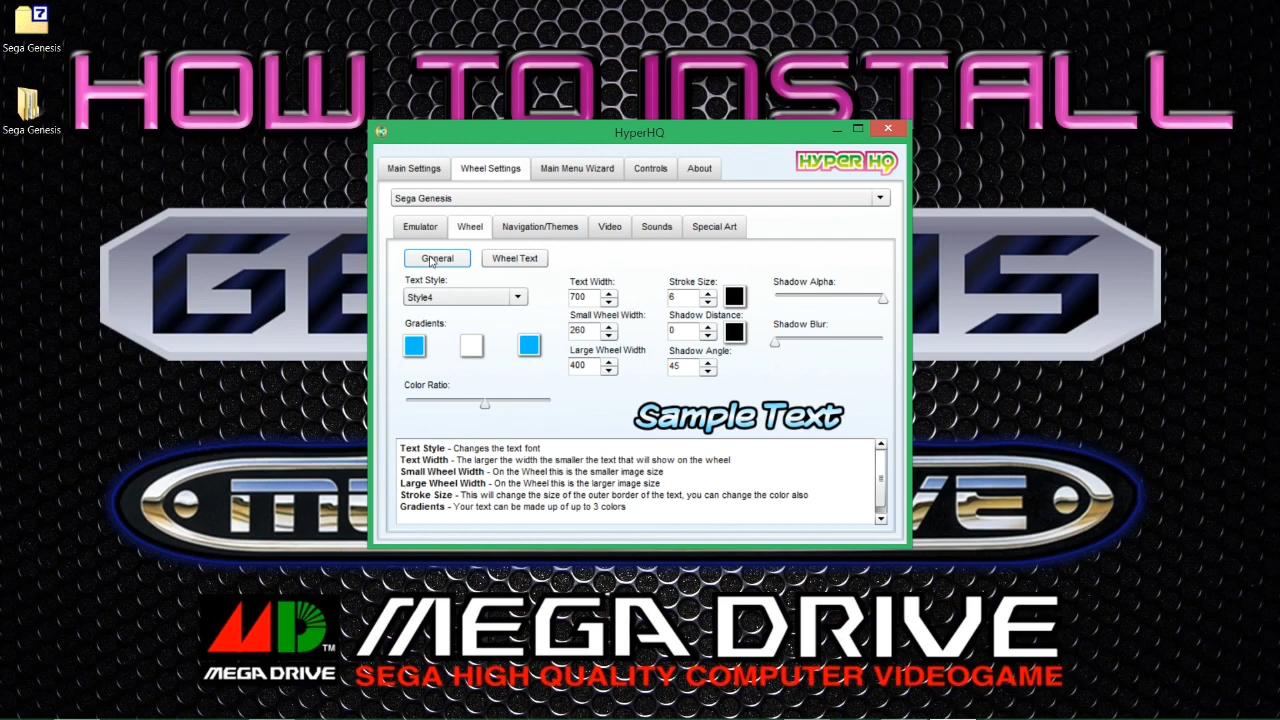 Sega Genesis
Sega Genesis
HOW TO INSTALL
HyperHQ
Main Settings
Wheel Settings
Main Menu Wizard
Controls
About
HYPER HQ
Sega Genesis
Emulator
Wheel
Navigation/Themes
Video
Sounds
Special Art
General
Wheel Text
Text Style:
Style4
Gradients:
Color Ratio:
Text Width:
700
Small Wheel Width:
260
Large Wheel Width
400
Stroke Size:
6
Shadow Distance:
0
Shadow Angle:
45
Shadow Alpha:
Shadow Blur:
Sample Text
Text Style - Changes the text font
Text Width - The larger the width the smaller the text that will show on the wheel
Small Wheel Width - On the Wheel this is the smaller image size
Large Wheel Width - On the Wheel this is the larger image size
Stroke Size - This will change the size of the outer border of the text, you can change the color also
Gradients - Your text can be made up of up to 3 colors
MD TM
MEGA DRIVE
MEGA DRIVE
SEGA HIGH QUALITY COMPUTER VIDEOGAME